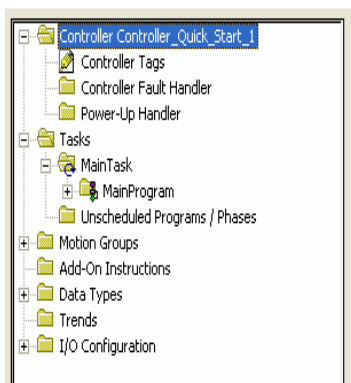 Controller Controller_Quick_Start_1
Controller Tags
Controller Fault Handler
Power-Up Handler
Tasks
MainTask
MainProgram
Unscheduled Programs / Phases
Motion Groups
Add-On Instructions
Data Types
Trends
I/O Configuration